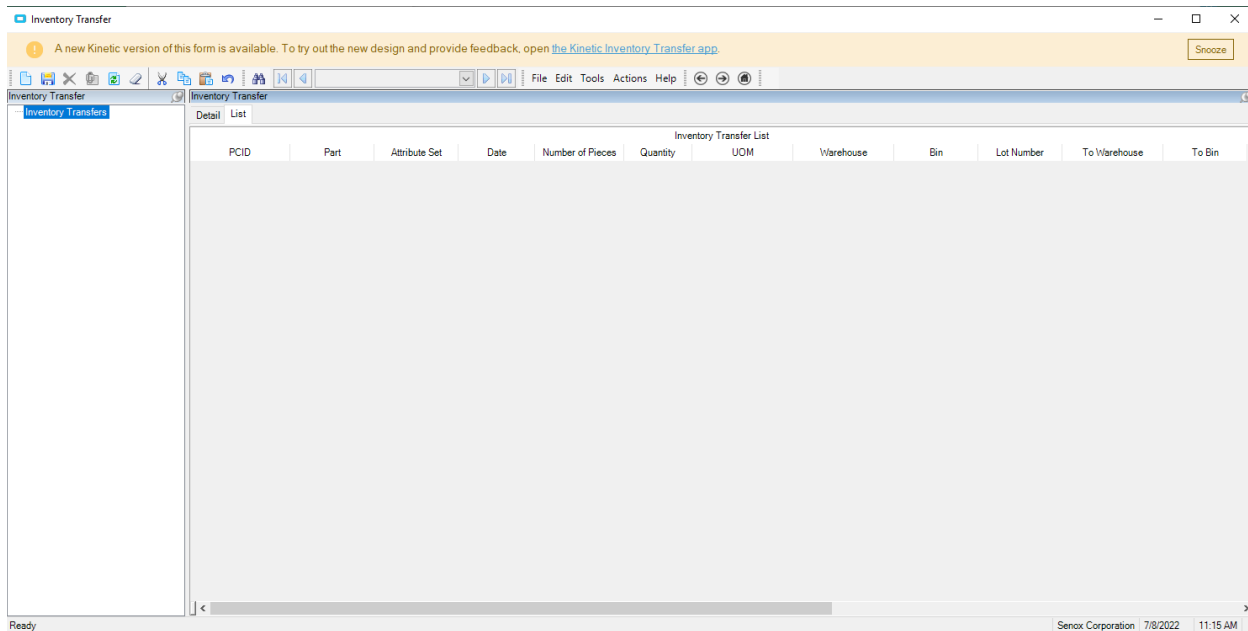 Inventory Transfer
A new Kinetic version of this form is available. To try out the new design and provide feedback, open the Kinetic Inventory Transfer app.
Snooze
File Edit Tools Actions Help
Inventory Transfer
Inventory Transfers
Inventory Transfer
Detail List
Inventory Transfer List
PCID Part Attribute Set Date Number of Pieces Quantity UOM Warehouse Bin Lot Number To Warehouse To Bin
Ready
Senox Corporation 7/8/2022 11:15 AM